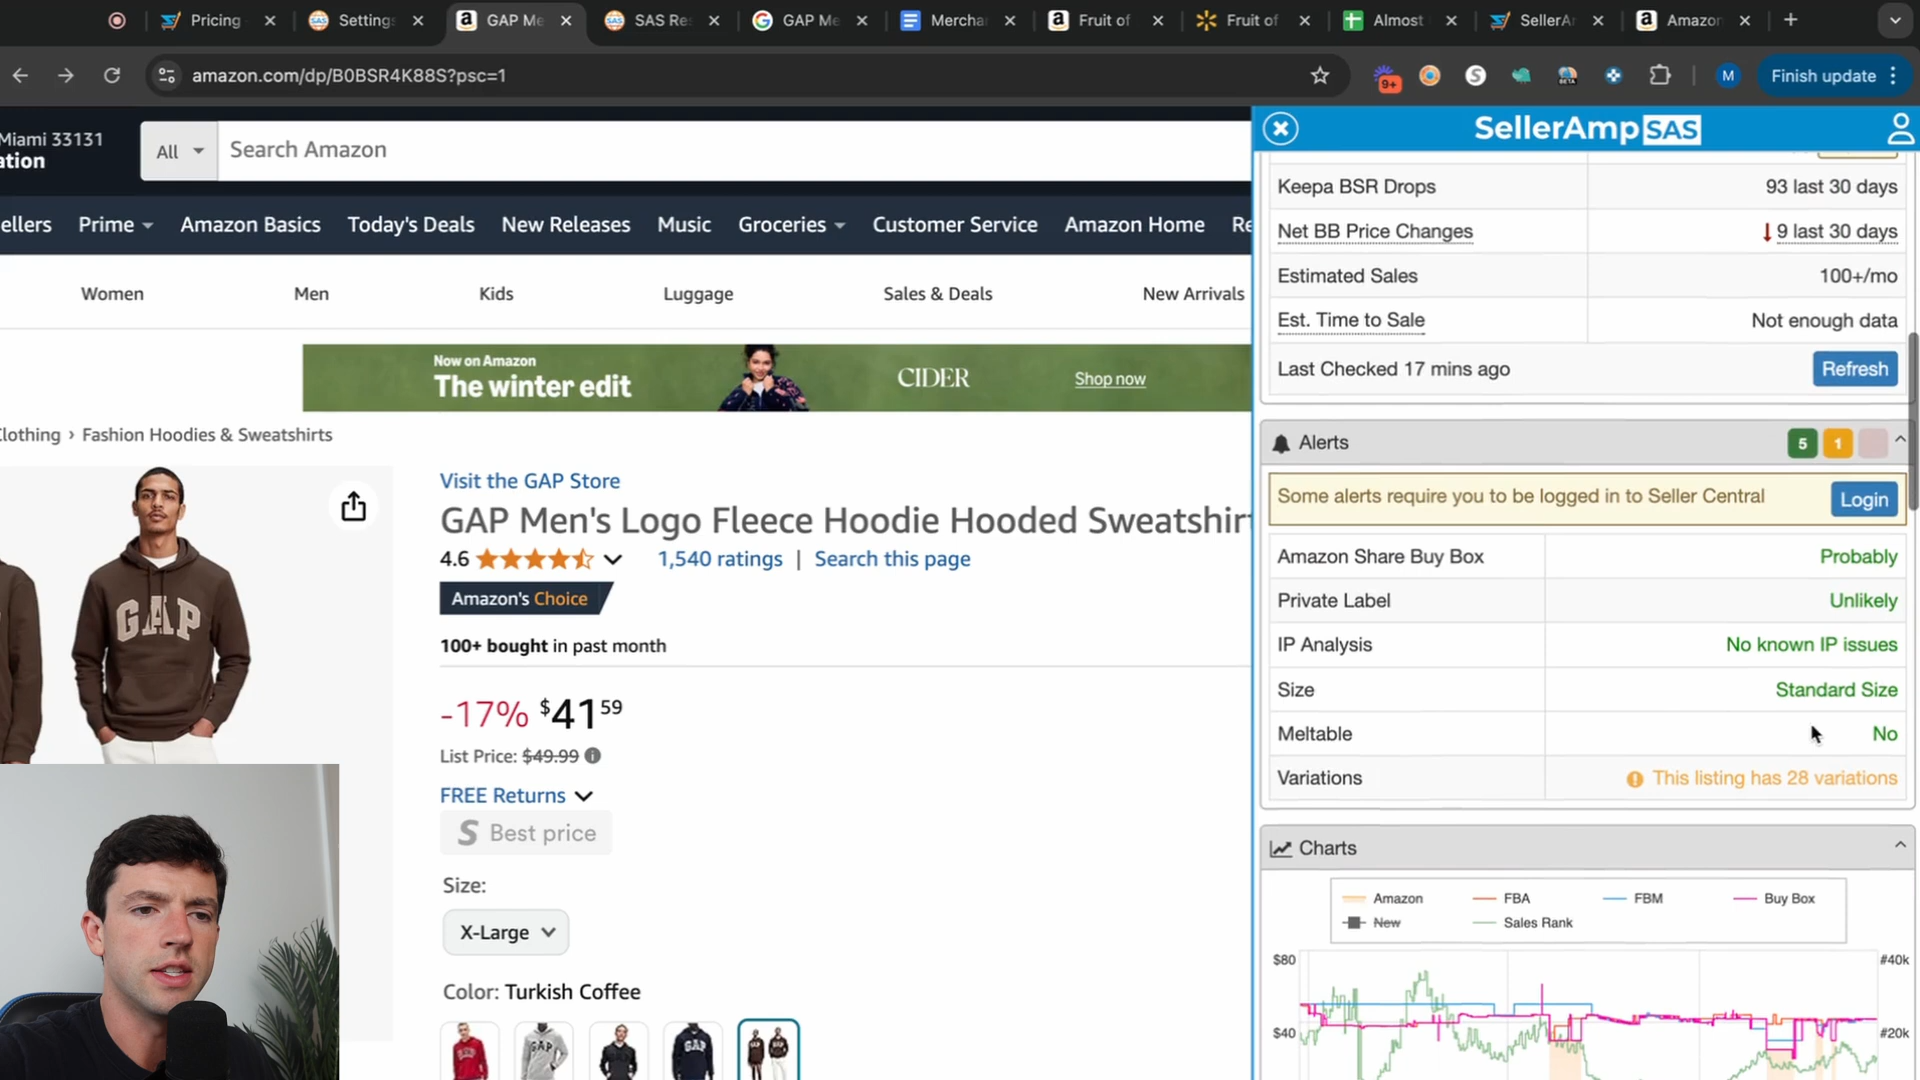 Pricing
Settings
GAP Me
SAS Re
GAP Me
Mercha
Fruit of
Fruit of
Almost
SellerA
Amazon
amazon.com/dp/B0BSR4K88S?psc=1
9+
BETA
M
Finish update
Miami 33131
ation
All
Search Amazon
SellerAmp SAS
ellers
Prime
Amazon Basics
Today's Deals
New Releases
Music
Groceries
Customer Service
Amazon Home
Re
Women
Men
Kids
Luggage
Sales & Deals
New Arrivals
Now on Amazon
The winter edit
CIDER
Shop now
lothing › Fashion Hoodies & Sweatshirts
Visit the GAP Store
GAP Men's Logo Fleece Hoodie Hooded Sweatshirt
4.6
1,540 ratings | Search this page
Amazon's Choice
100+ bought in past month
-17% $41 59
List Price: $49.99
FREE Returns
S Best price
Size:
X-Large
Color: Turkish Coffee
GAP
GAP
GAP
Keepa BSR Drops 93 last 30 days
Net BB Price Changes 9 last 30 days
Estimated Sales 100+/mo
Est. Time to Sale Not enough data
Last Checked 17 mins ago Refresh
Alerts 5 1
Some alerts require you to be logged in to Seller Central Login
Amazon Share Buy Box Probably
Private Label Unlikely
IP Analysis No known IP issues
Size Standard Size
Meltable No
Variations This listing has 28 variations
Charts
Amazon FBA FBM Buy Box
New Sales Rank
$80 #40k
$40 #20k